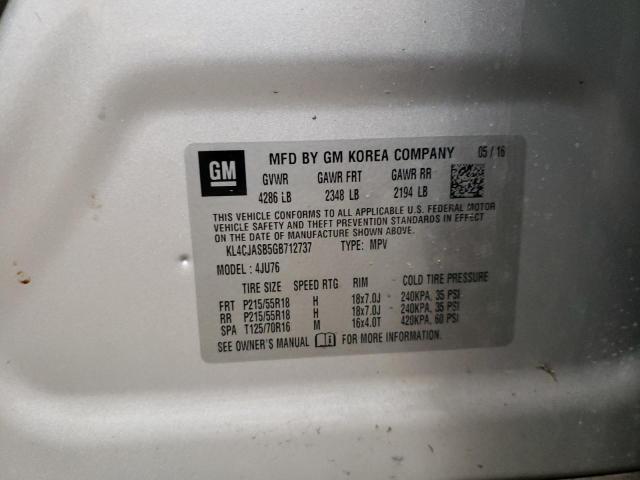 GM MFD BY GM KOREA COMPANY 05/16
GVWR GAWR FRT GAWR RR
4286 LB 2348 LB 2194 LB
THIS VEHICLE CONFORMS TO ALL APPLICABLE U.S. FEDERAL MOTOR
VEHICLE SAFETY AND THEFT PREVENTION STANDARDS IN EFFECT ON
THE DATE OF MANUFACTURE SHOWN ABOVE.
KL4CJASB5GB712737 TYPE: MPV
MODEL: 4JU76
TIRE SIZE SPEED RTG RIM COLD TIRE PRESSURE
FRT P215/55R18 H 18x7.0J 240KPA, 35 PSI
RR P215/55R18 H 18x7.0J 240KPA, 35 PSI
SPA T125/70R16 M 16x4.0T 420KPA, 60 PSI
SEE OWNER'S MANUAL FOR MORE INFORMATION.